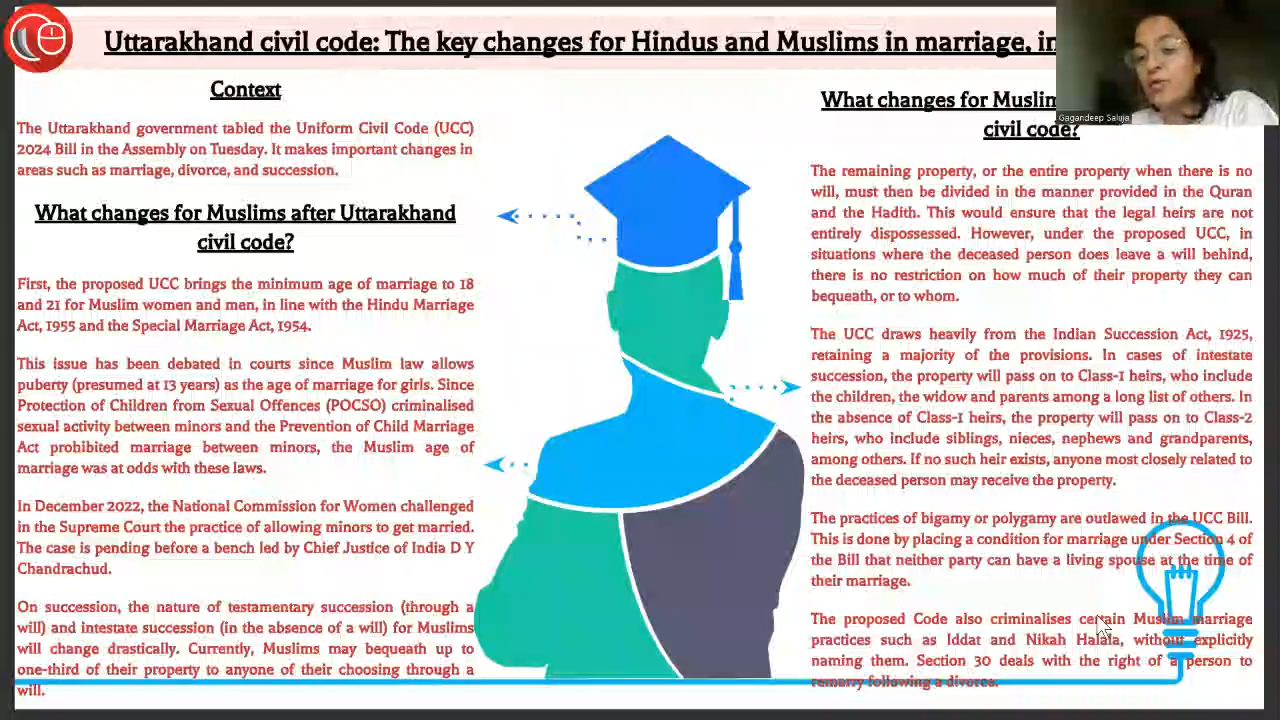 Uttarakhand civil code: The key changes for Hindus and Muslims in marriage, in
Context
The Uttarakhand government tabled the Uniform Civil Code (UCC)
2024 Bill in the Assembly on Tuesday. It makes important changes in
areas such as marriage, divorce, and succession.
What changes for Muslims after Uttarakhand
civil code?
First, the proposed UCC brings the minimum age of marriage to 18
and 21 for Muslim women and men, in line with the Hindu Marriage
Act, 1955 and the Special Marriage Act, 1954.
This issue has been debated in courts since Muslim law allows
puberty (presumed at 13 years) as the age of marriage for girls. Since
Protection of Children from Sexual Offences (POCSO) criminalised
sexual activity between minors and the Prevention of Child Marriage
Act prohibited marriage between minors, the Muslim age of
marriage was at odds with these laws.
In December 2022, the National Commission for Women challenged
in the Supreme Court the practice of allowing minors to get married.
The case is pending before a bench led by Chief Justice of India D Y
Chandrachud.
On succession, the nature of testamentary succession (through a
will) and intestate succession (in the absence of a will) for Muslims
will change drastically. Currently, Muslims may bequeath up to
one-third of their property to anyone of their choosing through a
will.
What changes for Muslim
civil code?
The remaining property, or the entire property when there is no
will, must then be divided in the manner provided in the Quran
and the Hadith. This would ensure that the legal heirs are not
entirely dispossessed. However, under the proposed UCC, in
situations where the deceased person does leave a will behind,
there is no restriction on how much of their property they can
bequeath, or to whom.
The UCC draws heavily from the Indian Succession Act, 1925,
retaining a majority of the provisions. In cases of intestate
succession, the property will pass on to Class-1 heirs, who include
the children, the widow and parents among a long list of others. In
the absence of Class-1 heirs, the property will pass on to Class-2
heirs, who include siblings, nieces, nephews and grandparents,
among others. If no such heir exists, anyone most closely related to
the deceased person may receive the property.
The practices of bigamy or polygamy are outlawed in the UCC Bill.
This is done by placing a condition for marriage under Section 4 of
the Bill that neither party can have a living spouse at the time of
their marriage.
The proposed Code also criminalises certain Muslim marriage
practices such as Iddat and Nikah Halala, without explicitly
naming them. Section 30 deals with the right of a person to
remarry following a divorce.
Gagandeep Saluja